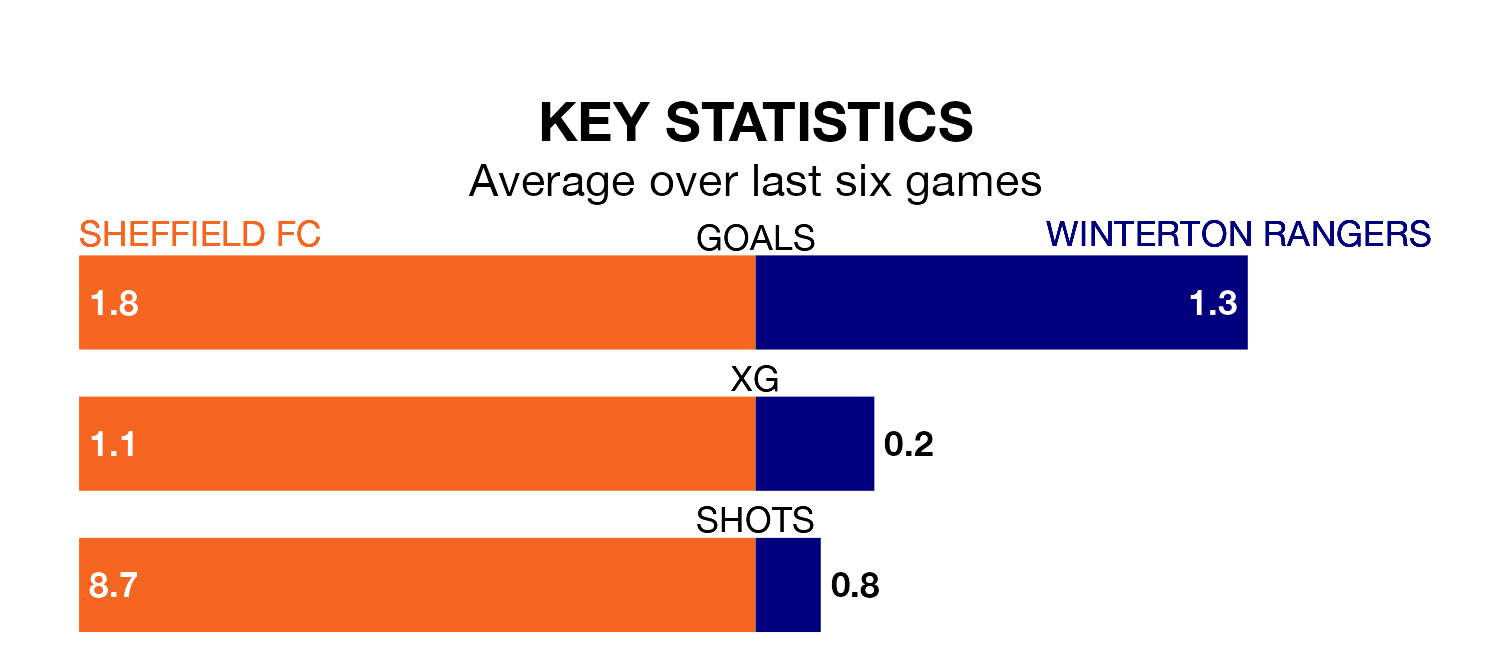 KEY STATISTICS
Average over last six games
SHEFFIELD FC GOALS WINTERTON RANGERS
1.8 1.3
XG
1.1 0.2
SHOTS
8.7 0.8